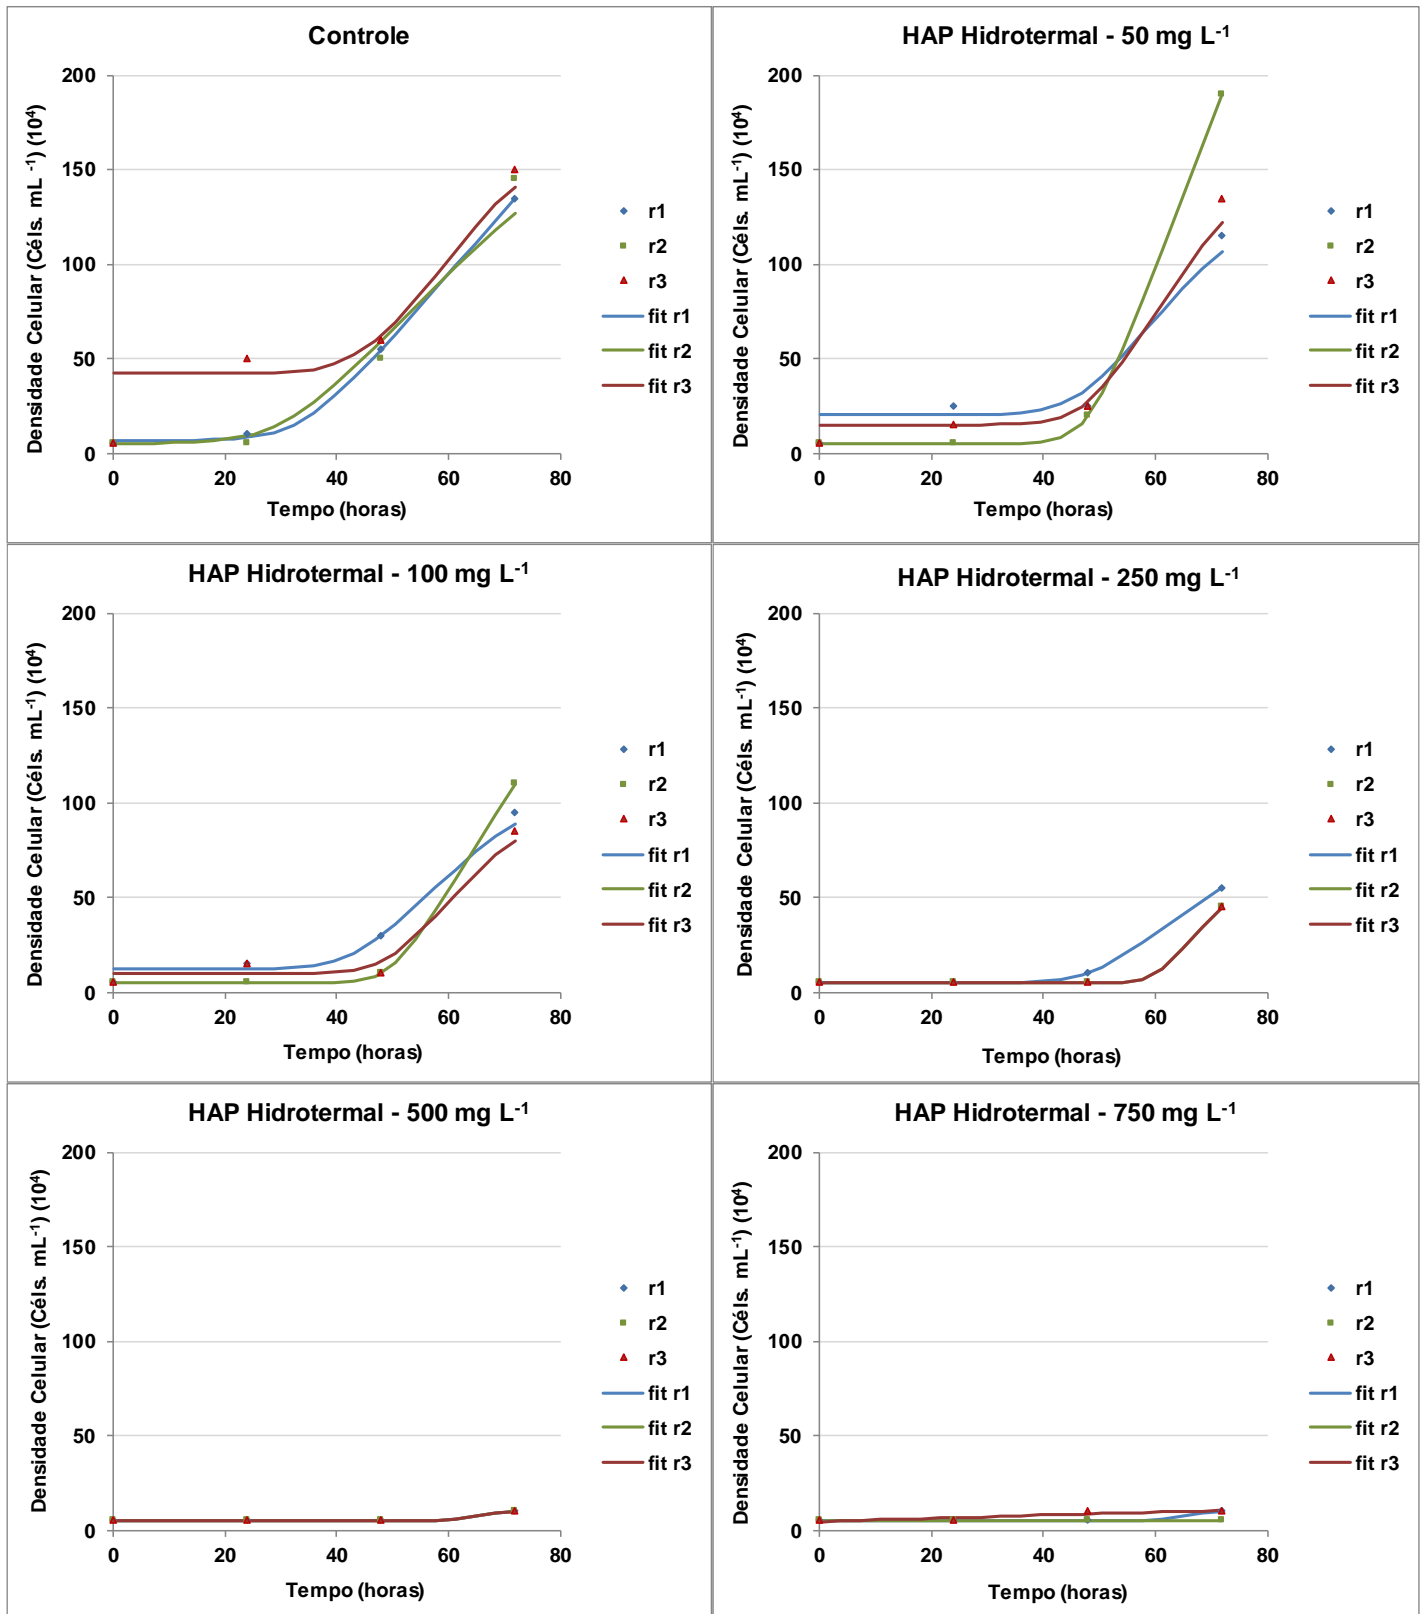 Controle
Densidade Celular (Céls. mL⁻¹) (10⁴)
200
150
100
50
0
0 20 40 60 80
Tempo (horas)
r1
r2
r3
fit r1
fit r2
fit r3
HAP Hidrotermal - 50 mg L⁻¹
Densidade Celular (Céls. mL⁻¹) (10⁴)
200
150
100
50
0
0 20 40 60 80
Tempo (horas)
r1
r2
r3
fit r1
fit r2
fit r3
HAP Hidrotermal - 100 mg L⁻¹
Densidade Celular (Céls. mL⁻¹) (10⁴)
200
150
100
50
0
0 20 40 60 80
Tempo (horas)
r1
r2
r3
fit r1
fit r2
fit r3
HAP Hidrotermal - 250 mg L⁻¹
Densidade Celular (Céls. mL⁻¹) (10⁴)
200
150
100
50
0
0 20 40 60 80
Tempo (horas)
r1
r2
r3
fit r1
fit r2
fit r3
HAP Hidrotermal - 500 mg L⁻¹
Densidade Celular (Céls. mL⁻¹) (10⁴)
200
150
100
50
0
0 20 40 60 80
Tempo (horas)
r1
r2
r3
fit r1
fit r2
fit r3
HAP Hidrotermal - 750 mg L⁻¹
Densidade Celular (Céls. mL⁻¹) (10⁴)
200
150
100
50
0
0 20 40 60 80
Tempo (horas)
r1
r2
r3
fit r1
fit r2
fit r3